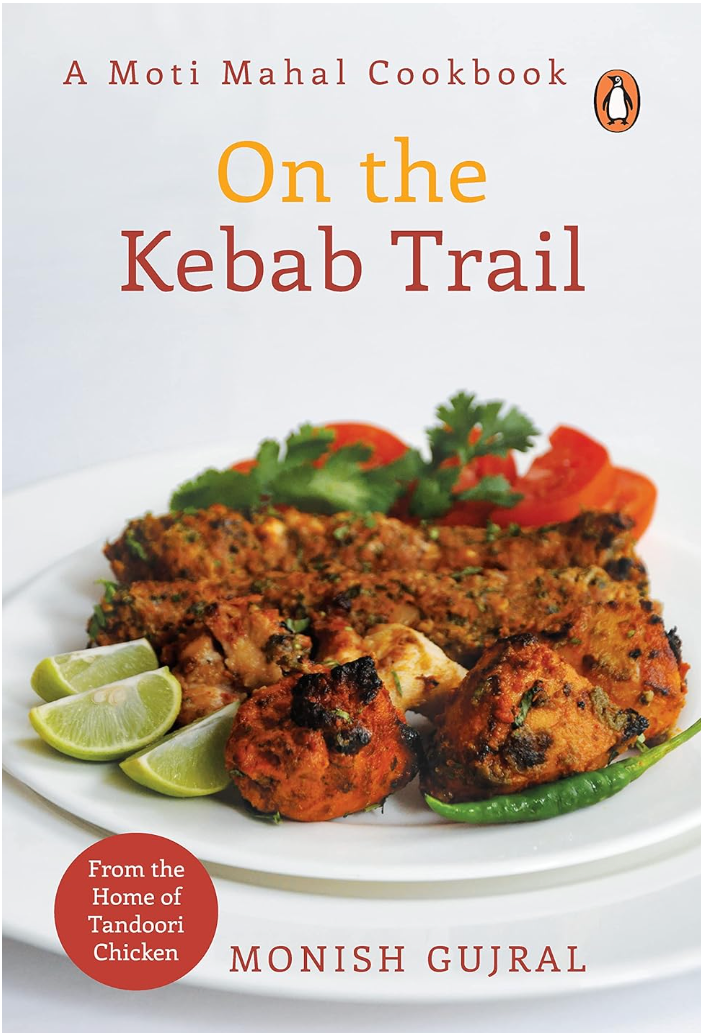 A Moti Mahal Cookbook
On the
Kebab Trail
From the
Home of
Tandoori
Chicken
MONISH GUJRAL